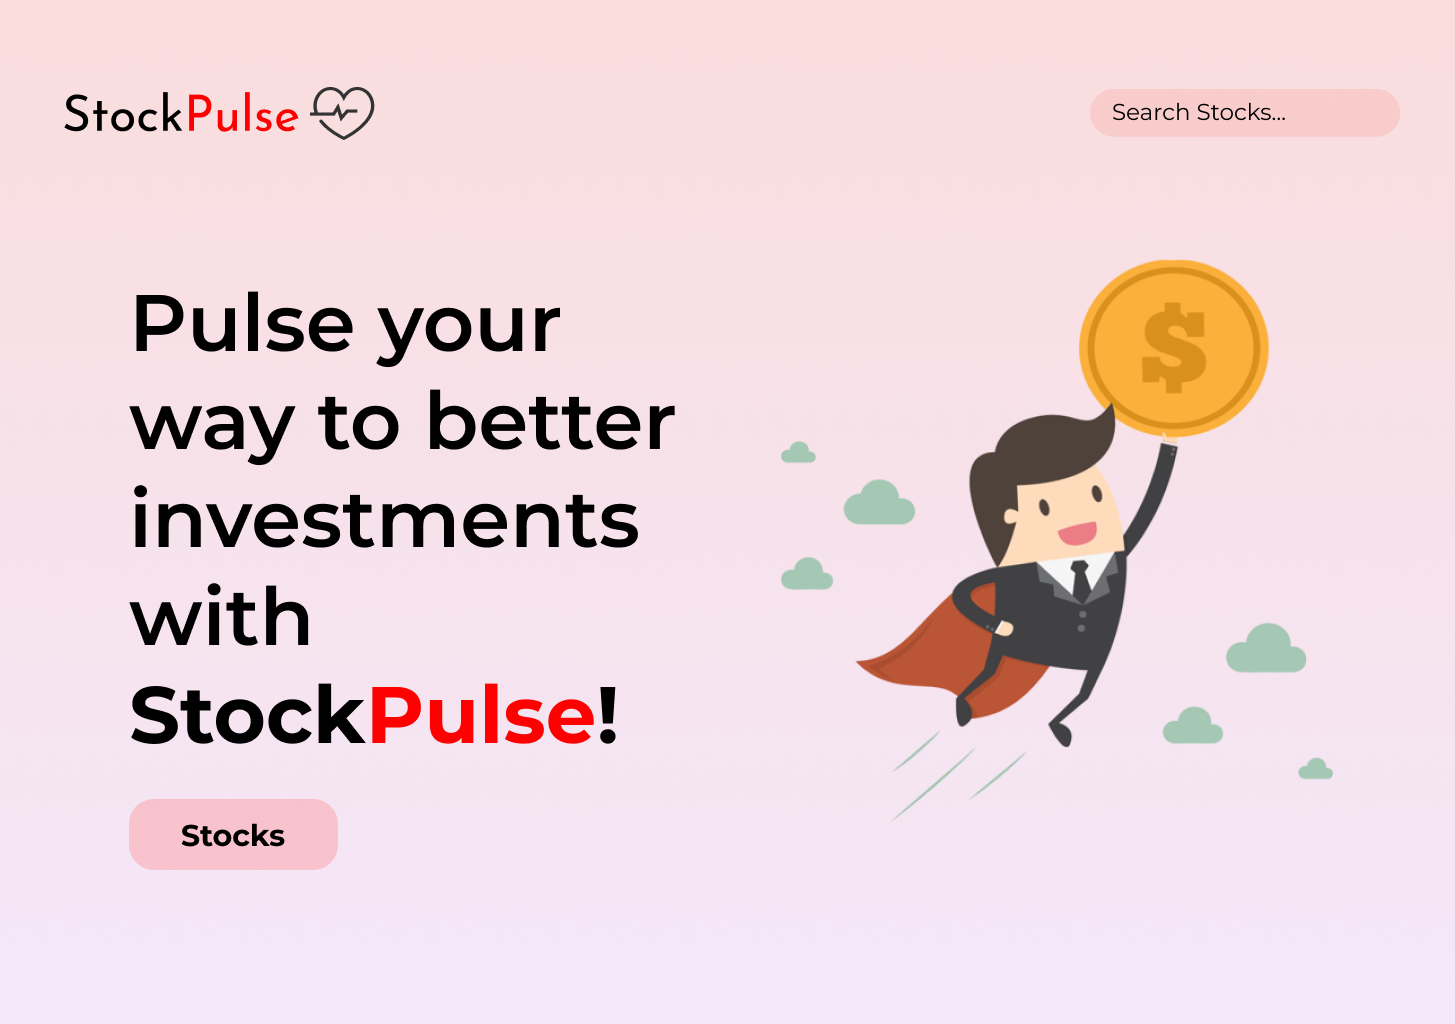 StockPulse
Search Stocks...
Pulse your
way to better
investments
with
StockPulse!
Stocks
$